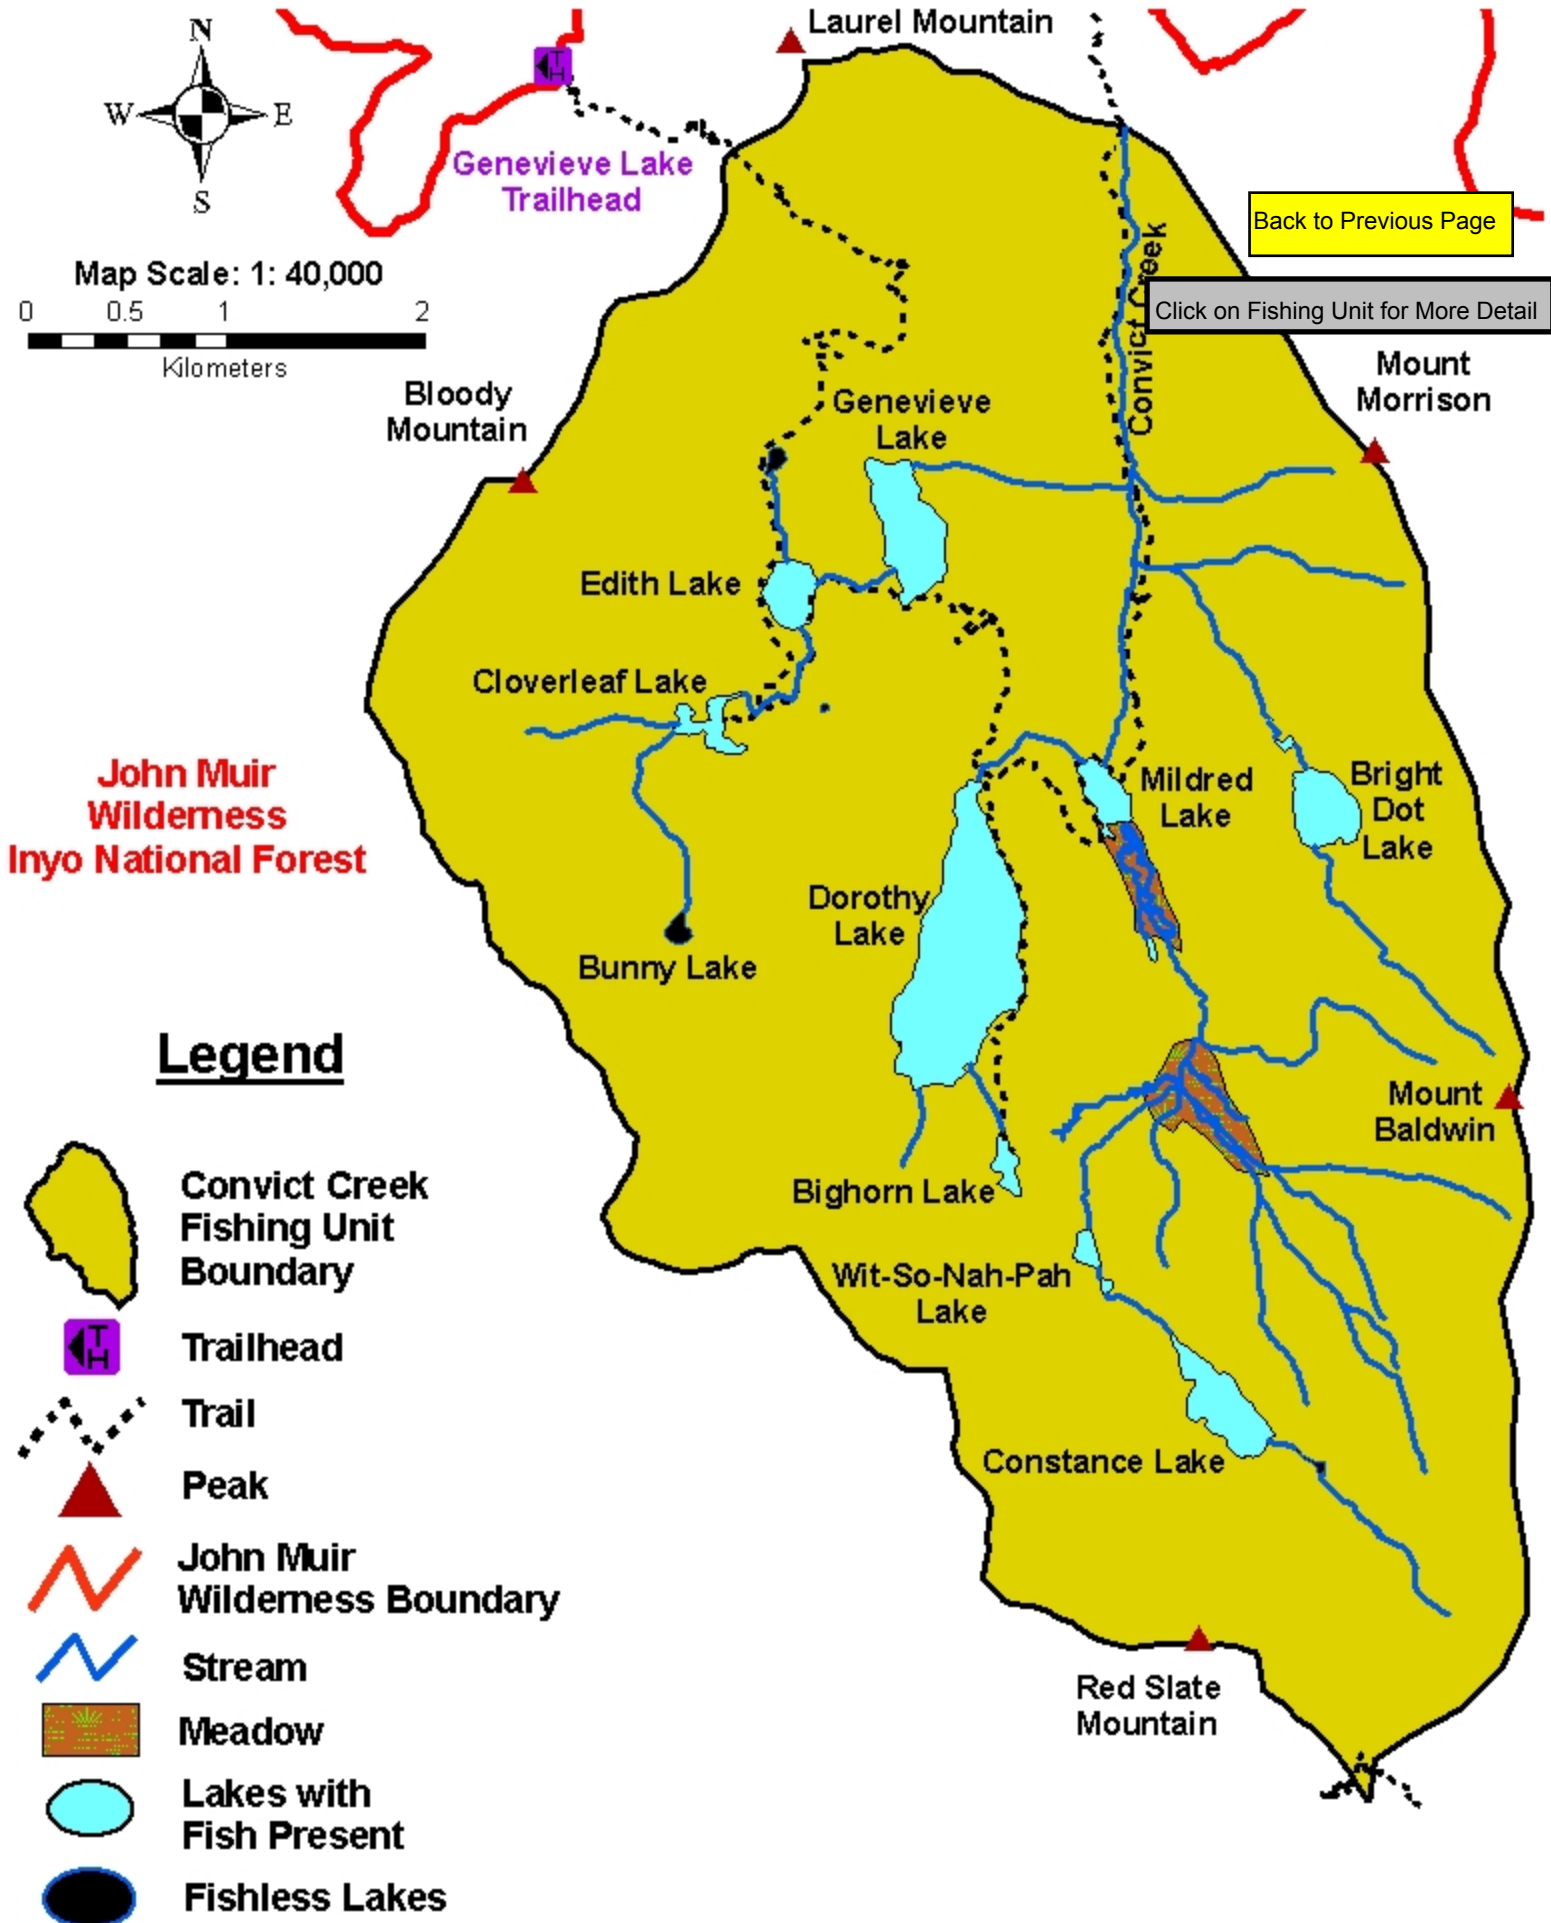 Laurel Mountain
N
W
E
S
TH
Genevieve Lake
Trailhead
Back to Previous Page
Map Scale: 1: 40,000
0 0.5 1 2
Kilometers
Convict Creek
Click on Fishing Unit for More Detail
Bloody
Mountain
Genevieve
Lake
Mount
Morrison
Edith Lake
Cloverleaf Lake
John Muir
Wilderness
Inyo National Forest
Mildred
Lake
Bright
Dot
Lake
Dorothy
Lake
Bunny Lake
Mount
Baldwin
Bighorn Lake
Wit-So-Nah-Pah
Lake
Constance Lake
Red Slate
Mountain
Legend
Convict Creek
Fishing Unit
Boundary
TH
Trailhead
Trail
Peak
John Muir
Wilderness Boundary
Stream
Meadow
Lakes with
Fish Present
Fishless Lakes